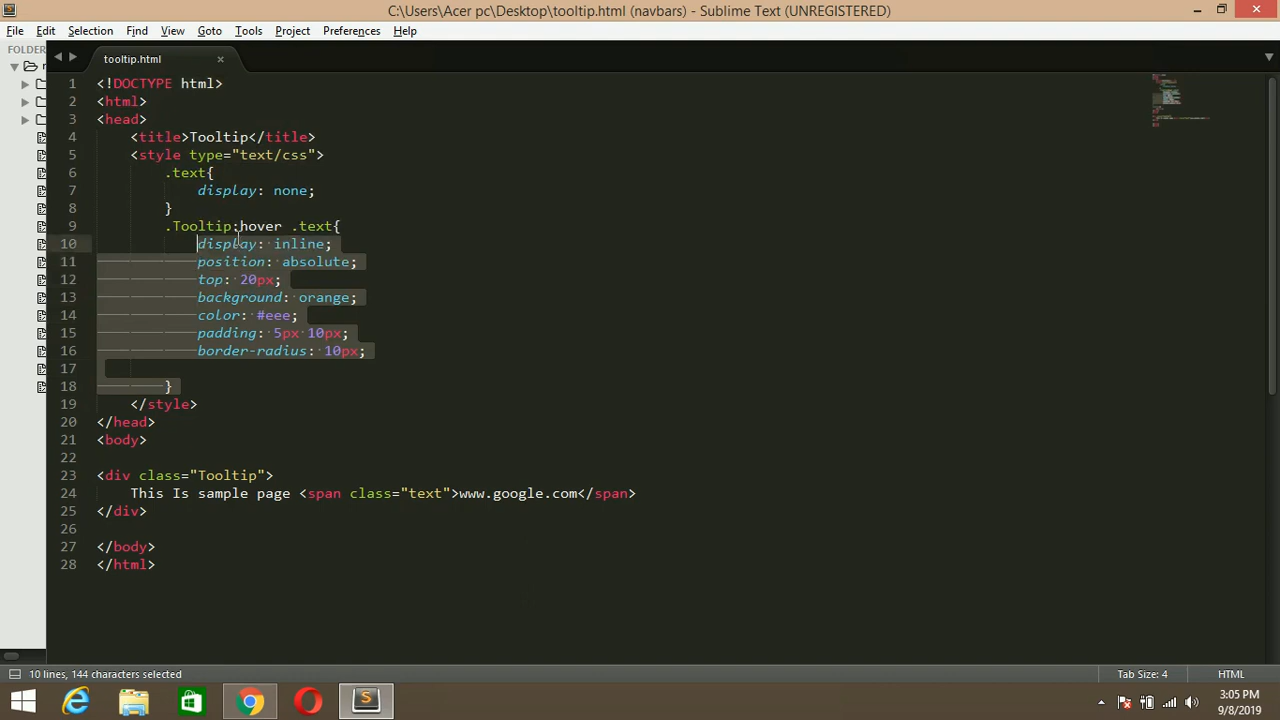 C:\Users\Acer pc\Desktop\tooltip.html (navbars) - Sublime Text (UNREGISTERED)
File Edit Selection Find View Goto Tools Project Preferences Help
FOLDER
tooltip.html
1 <!DOCTYPE html>
2 <html>
3 <head>
4 <title>Tooltip</title>
5 <style type="text/css">
6 .text{
7 display: none;
8 }
9 .Tooltip:hover .text{
10 display: inline;
11 position: absolute;
12 top: 20px;
13 background: orange;
14 color: #eee;
15 padding: 5px 10px;
16 border-radius: 10px;
17
18 }
19 </style>
20 </head>
21 <body>
22
23 <div class="Tooltip">
24 This Is sample page <span class="text">www.google.com</span>
25 </div>
26
27 </body>
28 </html>
10 lines, 144 characters selected
Tab Size: 4
HTML
3:05 PM
9/8/2019